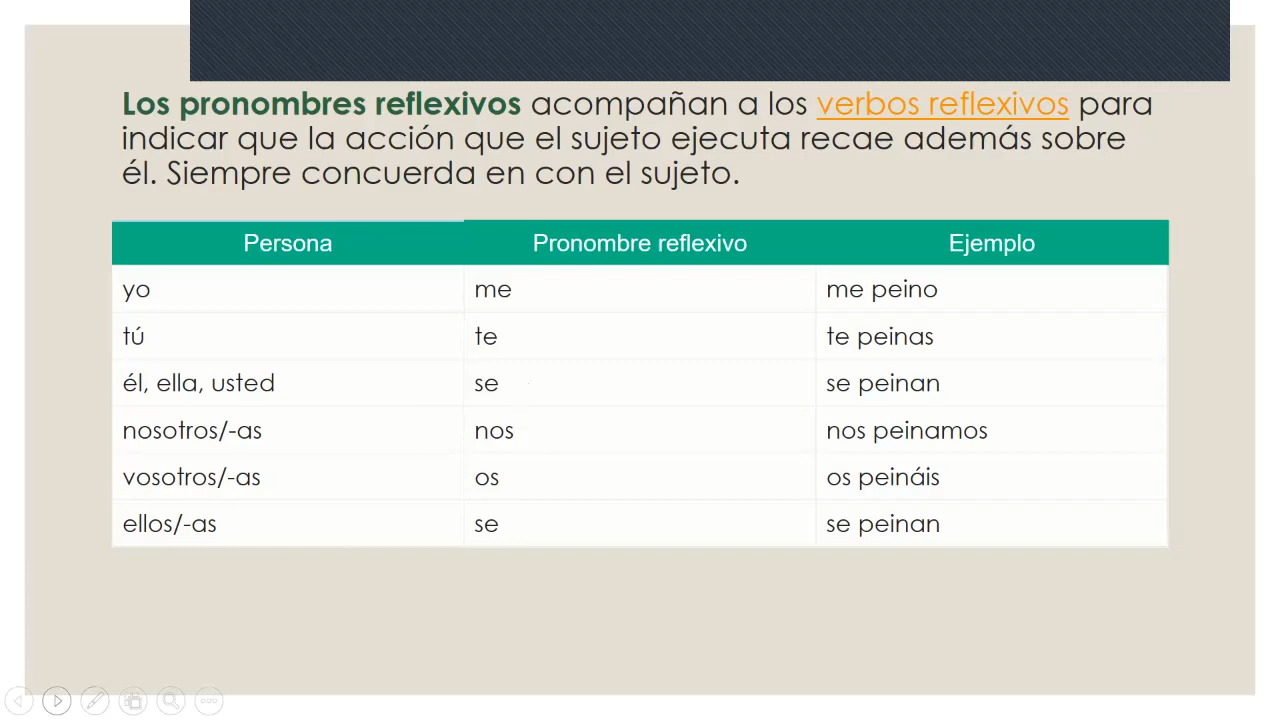 Los pronombres reflexivos acompañan a los verbos reflexivos para
indicar que la acción que el sujeto ejecuta recae además sobre
él. Siempre concuerda en con el sujeto.
Persona Pronombre reflexivo Ejemplo
yo me me peino
tú te te peinas
él, ella, usted se se peinan
nosotros/-as nos nos peinamos
vosotros/-as os os peináis
ellos/-as se se peinan